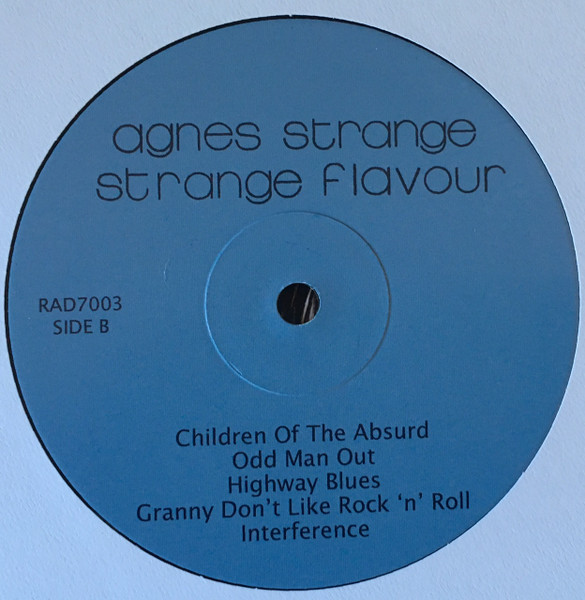 agnes strange
strange flavour
RAD7003
SIDE B
Children Of The Absurd
Odd Man Out
Highway Blues
Granny Don't Like Rock ‘n’ Roll
Interference